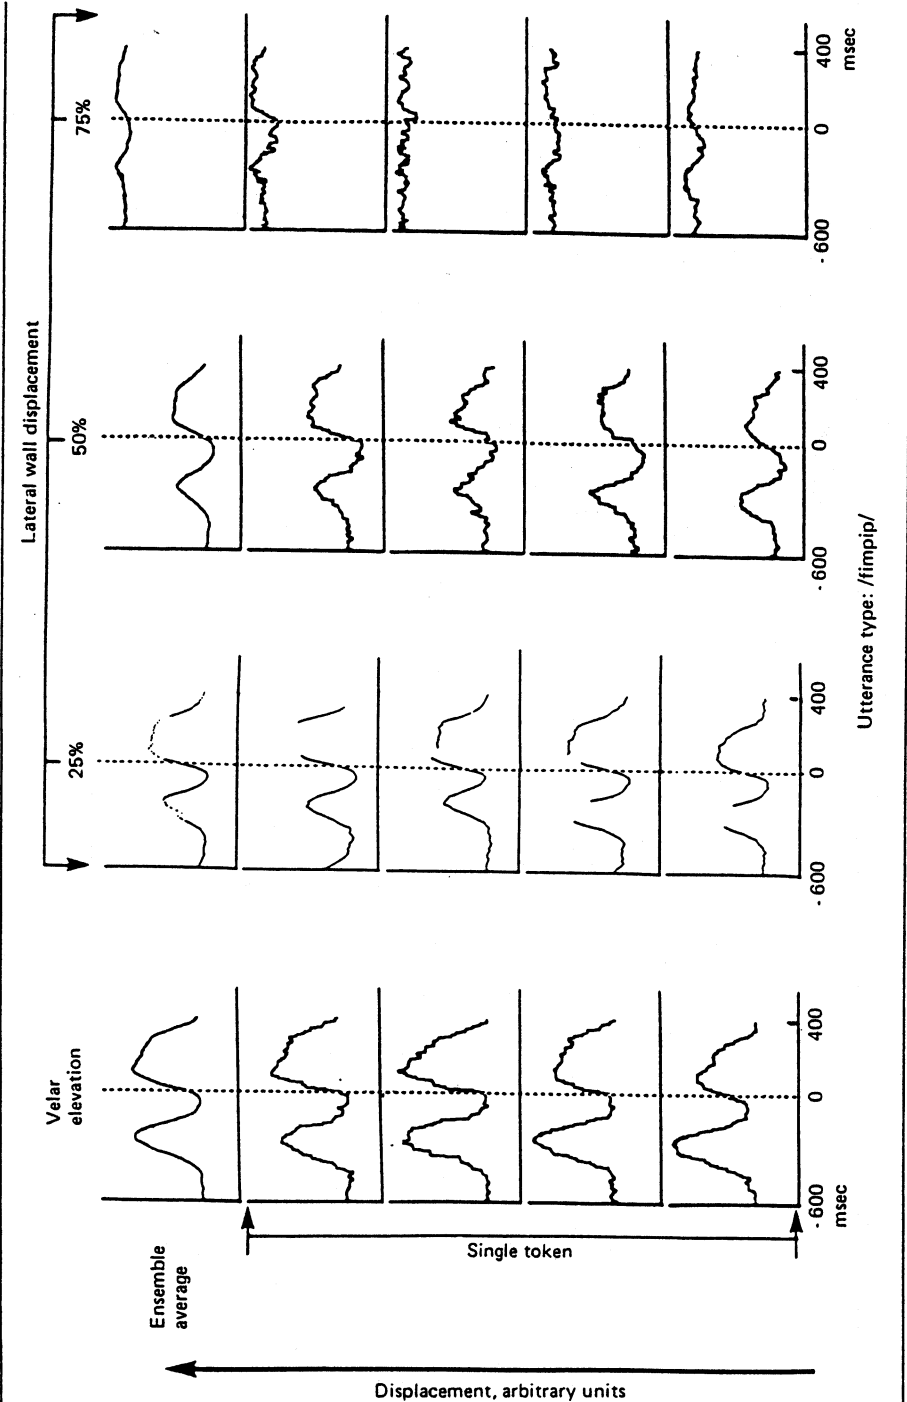 Lateral wall displacement
Velar
elevation
25%
50%
75%
Ensemble
average
Single token
Displacement, arbitrary units
-600
0
400
-600
0
400
-600
0
400
-600
0
400
msec
msec
Utterance type: /fimpip/